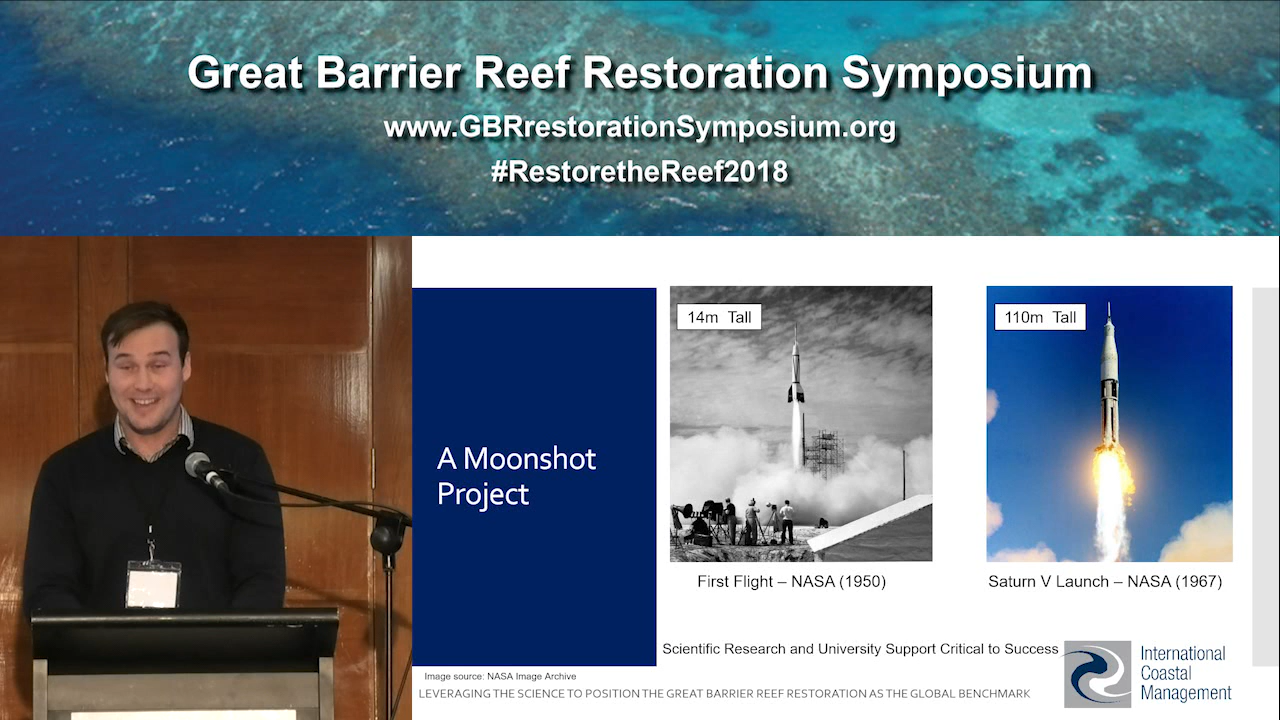 Great Barrier Reef Restoration Symposium
www.GBRrestorationSymposium.org
#RestoretheReef2018
A Moonshot
Project
14m Tall
110m Tall
First Flight – NASA (1950)
Saturn V Launch – NASA (1967)
Scientific Research and University Support Critical to Success
International
Coastal
Management
Image source: NASA Image Archive
LEVERAGING THE SCIENCE TO POSITION THE GREAT BARRIER REEF RESTORATION AS THE GLOBAL BENCHMARK